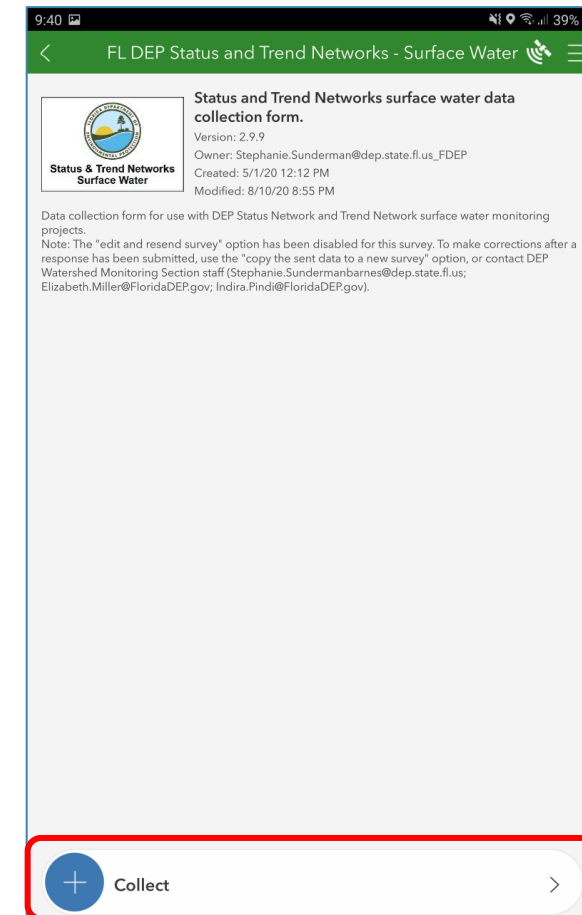 9:40 39%
FL DEP Status and Trend Networks - Surface Water
Status & Trend Networks
Surface Water
Status and Trend Networks surface water data
collection form.
Version: 2.9.9
Owner: Stephanie.Sunderman@dep.state.fl.us_FDEP
Created: 5/1/20 12:12 PM
Modified: 8/10/20 8:55 PM
Data collection form for use with DEP Status Network and Trend Network surface water monitoring
projects.
Note: The "edit and resend survey" option has been disabled for this survey. To make corrections after a
response has been submitted, use the "copy the sent data to a new survey" option, or contact DEP
Watershed Monitoring Section staff (Stephanie.Sundermanbarnes@dep.state.fl.us;
Elizabeth.Miller@FloridaDEP.gov; Indira.Pindi@FloridaDEP.gov).
Collect